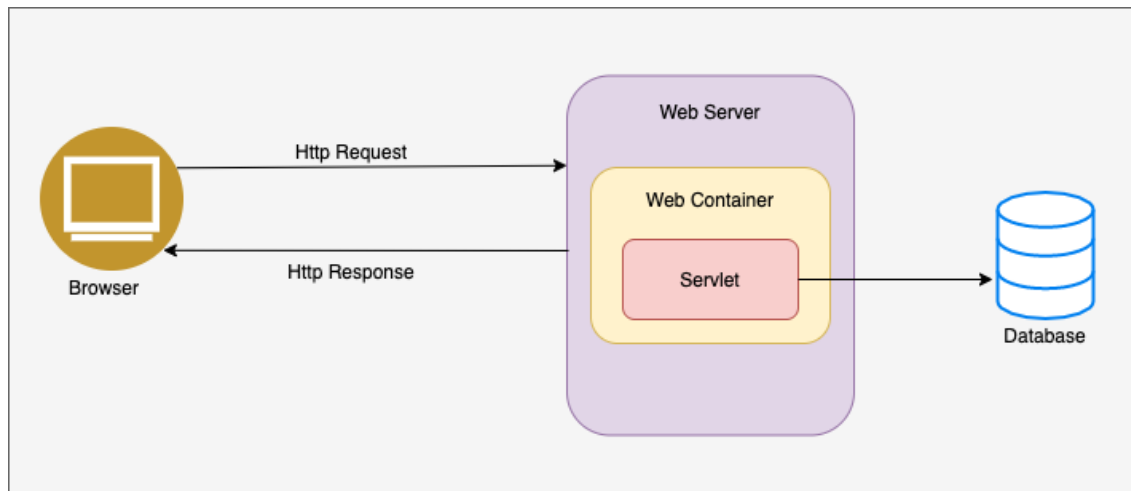 Web Server
Http Request
Web Container
Http Response
Servlet
Browser
Database